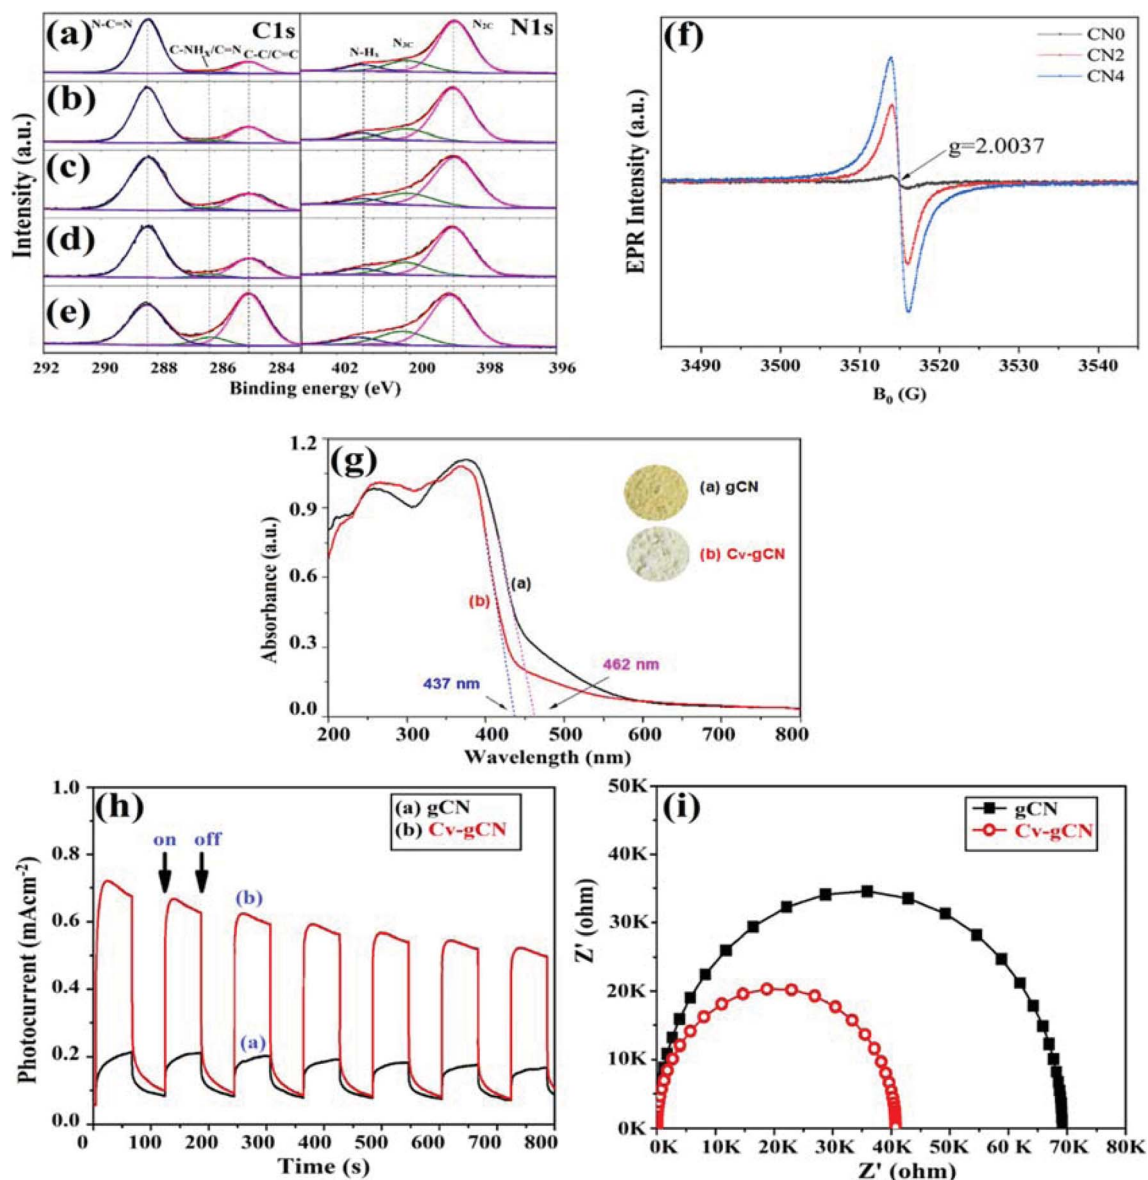 (a)
N-C=N
C1s
C-NHx/C=N
C-C/C=C
N1s
N2C
N-Hx
N3C
(b)
(c)
(d)
(e)
Intensity (a.u.)
292 290 288 286 284 402 200 398 396
Binding energy (eV)
(f)
CN0
CN2
CN4
g=2.0037
EPR Intensity (a.u.)
3490 3500 3510 3520 3530 3540
B0 (G)
(g)
1.2
0.9
0.6
0.3
0.0
Absorbance (a.u.)
(a) gCN
(b) Cv-gCN
(a)
(b)
462 nm
437 nm
200 300 400 500 600 700 800
Wavelength (nm)
(h)
(a) gCN
(b) Cv-gCN
on off
(b)
(a)
1.0
0.8
0.6
0.4
0.2
0.0
Photocurrent (mAcm-2)
0 100 200 300 400 500 600 700 800
Time (s)
(i)
gCN
Cv-gCN
50K
40K
30K
20K
10K
0K
Z' (ohm)
0K 10K 20K 30K 40K 50K 60K 70K 80K
Z' (ohm)